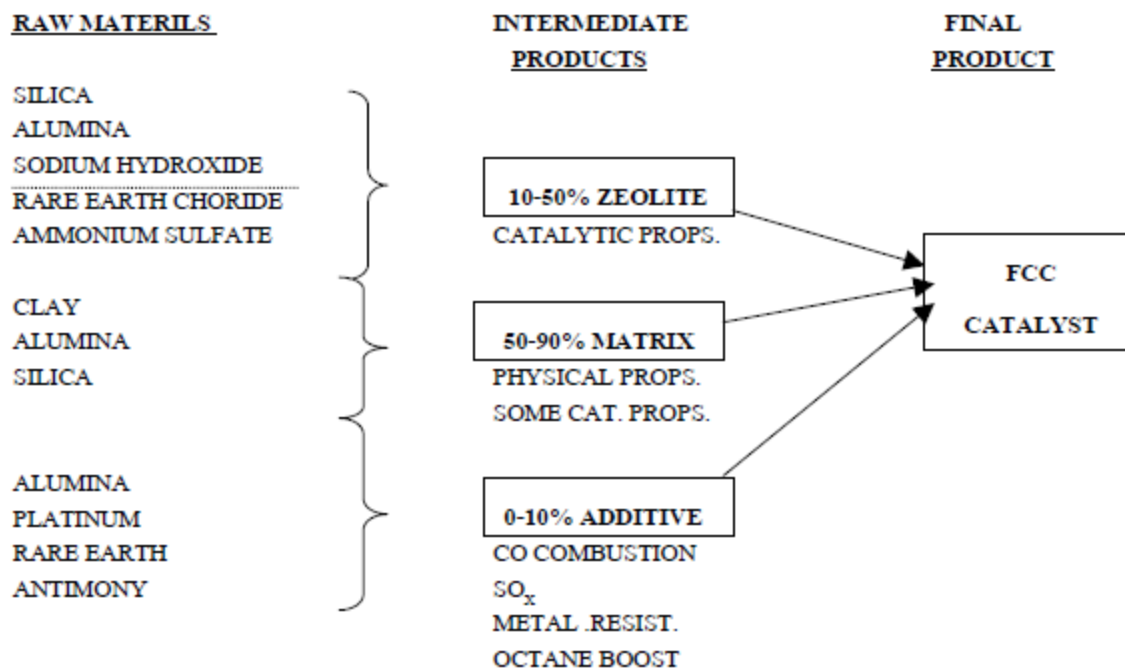 RAW MATERILS
INTERMEDIATE
PRODUCTS
FINAL
PRODUCT
SILICA
ALUMINA
SODIUM HYDROXIDE
RARE EARTH CHORIDE
AMMONIUM SULFATE
10-50% ZEOLITE
CATALYTIC PROPS.
CLAY
ALUMINA
SILICA
50-90% MATRIX
PHYSICAL PROPS.
SOME CAT. PROPS.
ALUMINA
PLATINUM
RARE EARTH
ANTIMONY
0-10% ADDITIVE
CO COMBUSTION
SOx
METAL .RESIST.
OCTANE BOOST
FCC
CATALYST